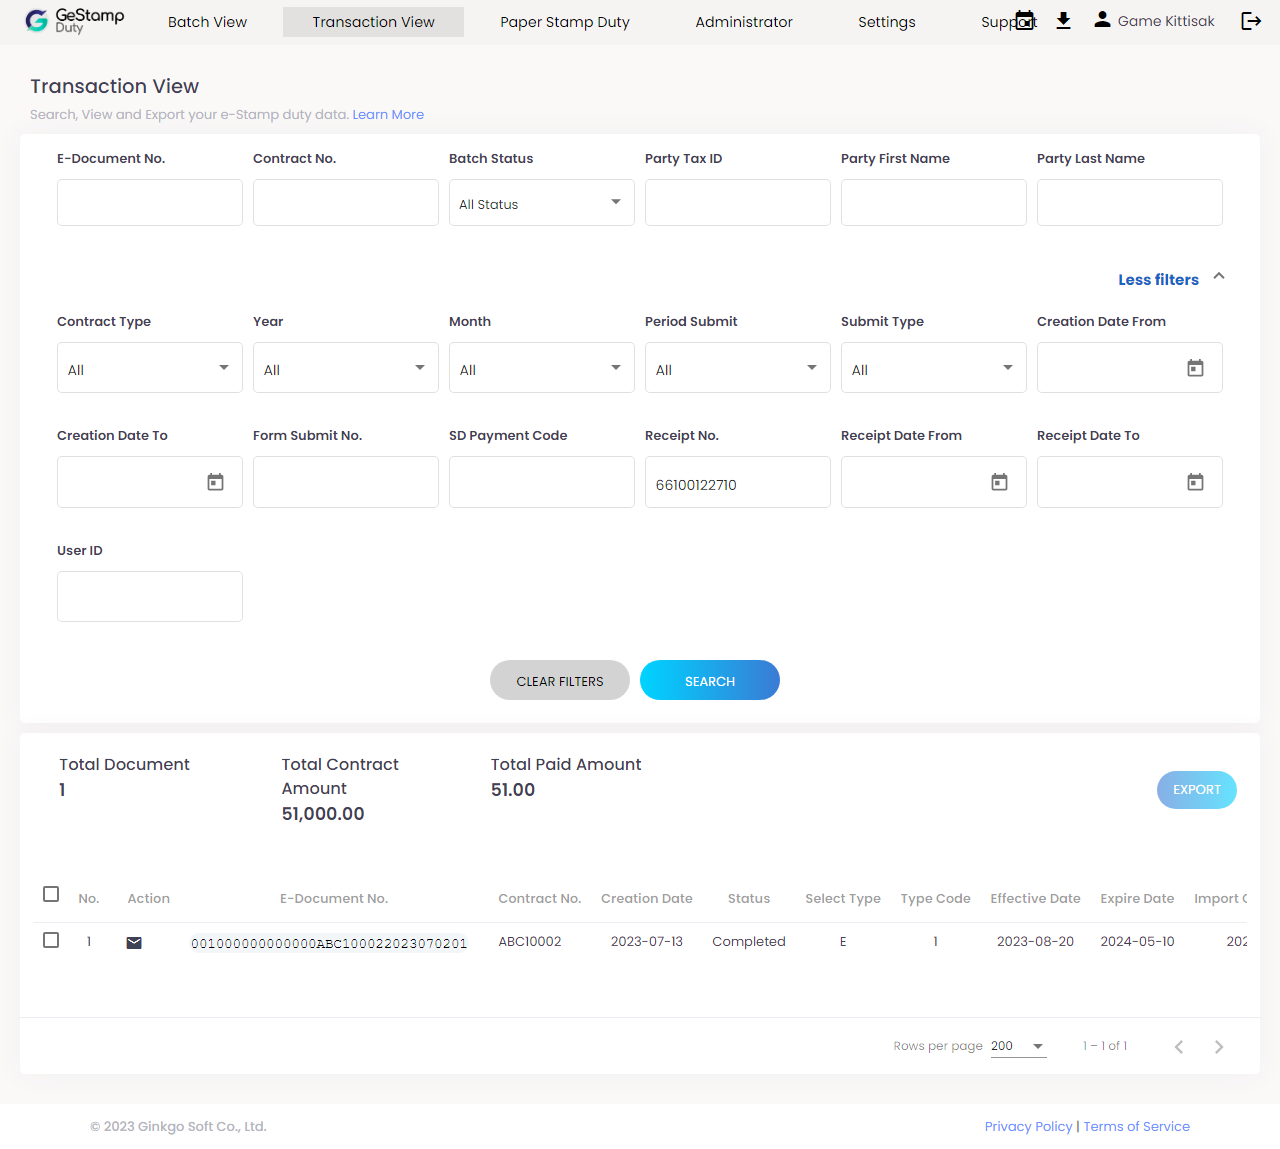 GeStamp
Duty
Batch View
Transaction View
Paper Stamp Duty
Administrator
Settings
Support
Game Kittisak
Transaction View
Search, View and Export your e-Stamp duty data. Learn More
E-Document No.
Contract No.
Batch Status
Party Tax ID
Party First Name
Party Last Name
All Status
Less filters
Contract Type
Year
Month
Period Submit
Submit Type
Creation Date From
All
All
All
All
All
Creation Date To
Form Submit No.
SD Payment Code
Receipt No.
Receipt Date From
Receipt Date To
66100122710
User ID
CLEAR FILTERS
SEARCH
Total Document
1
Total Contract
Amount
51,000.00
Total Paid Amount
51.00
EXPORT
No. Action E-Document No. Contract No. Creation Date Status Select Type Type Code Effective Date Expire Date Import
1 001000000000000ABC100022023070201 ABC10002 2023-07-13 Completed E 1 2023-08-20 2024-05-10 202
Rows per page 200 1 – 1 of 1
© 2023 Ginkgo Soft Co., Ltd.
Privacy Policy | Terms of Service